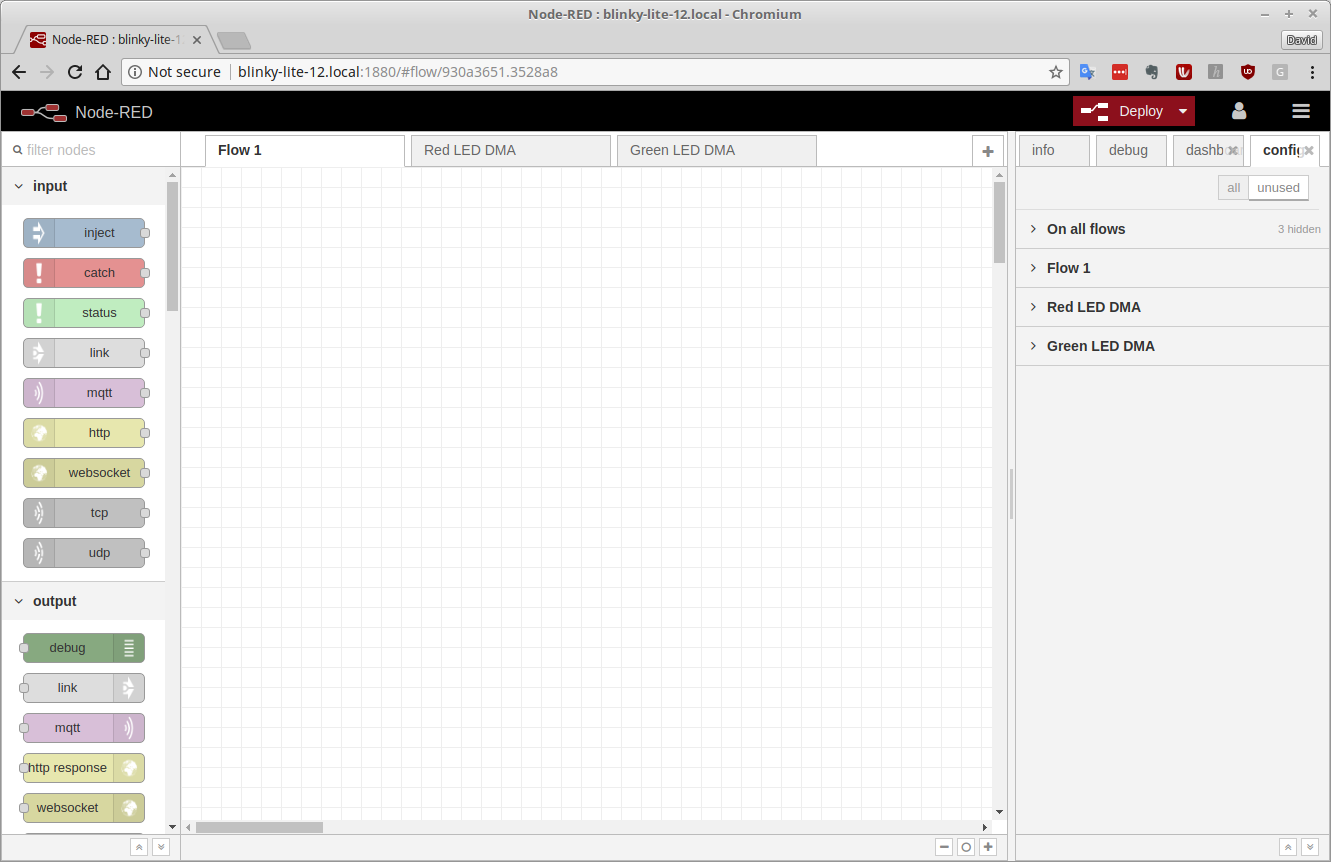 Node-RED : blinky-lite-12.local - Chromium
Node-RED : blinky-lite-1
David
Not secure
blinky-lite-12.local:1880/#flow/930a3651.3528a8
Node-RED
Deploy
filter nodes
Flow 1
Red LED DMA
Green LED DMA
info
debug
dashb
config
all
unused
input
inject
catch
status
link
mqtt
http
websocket
tcp
udp
output
debug
link
mqtt
http response
websocket
On all flows
3 hidden
Flow 1
Red LED DMA
Green LED DMA